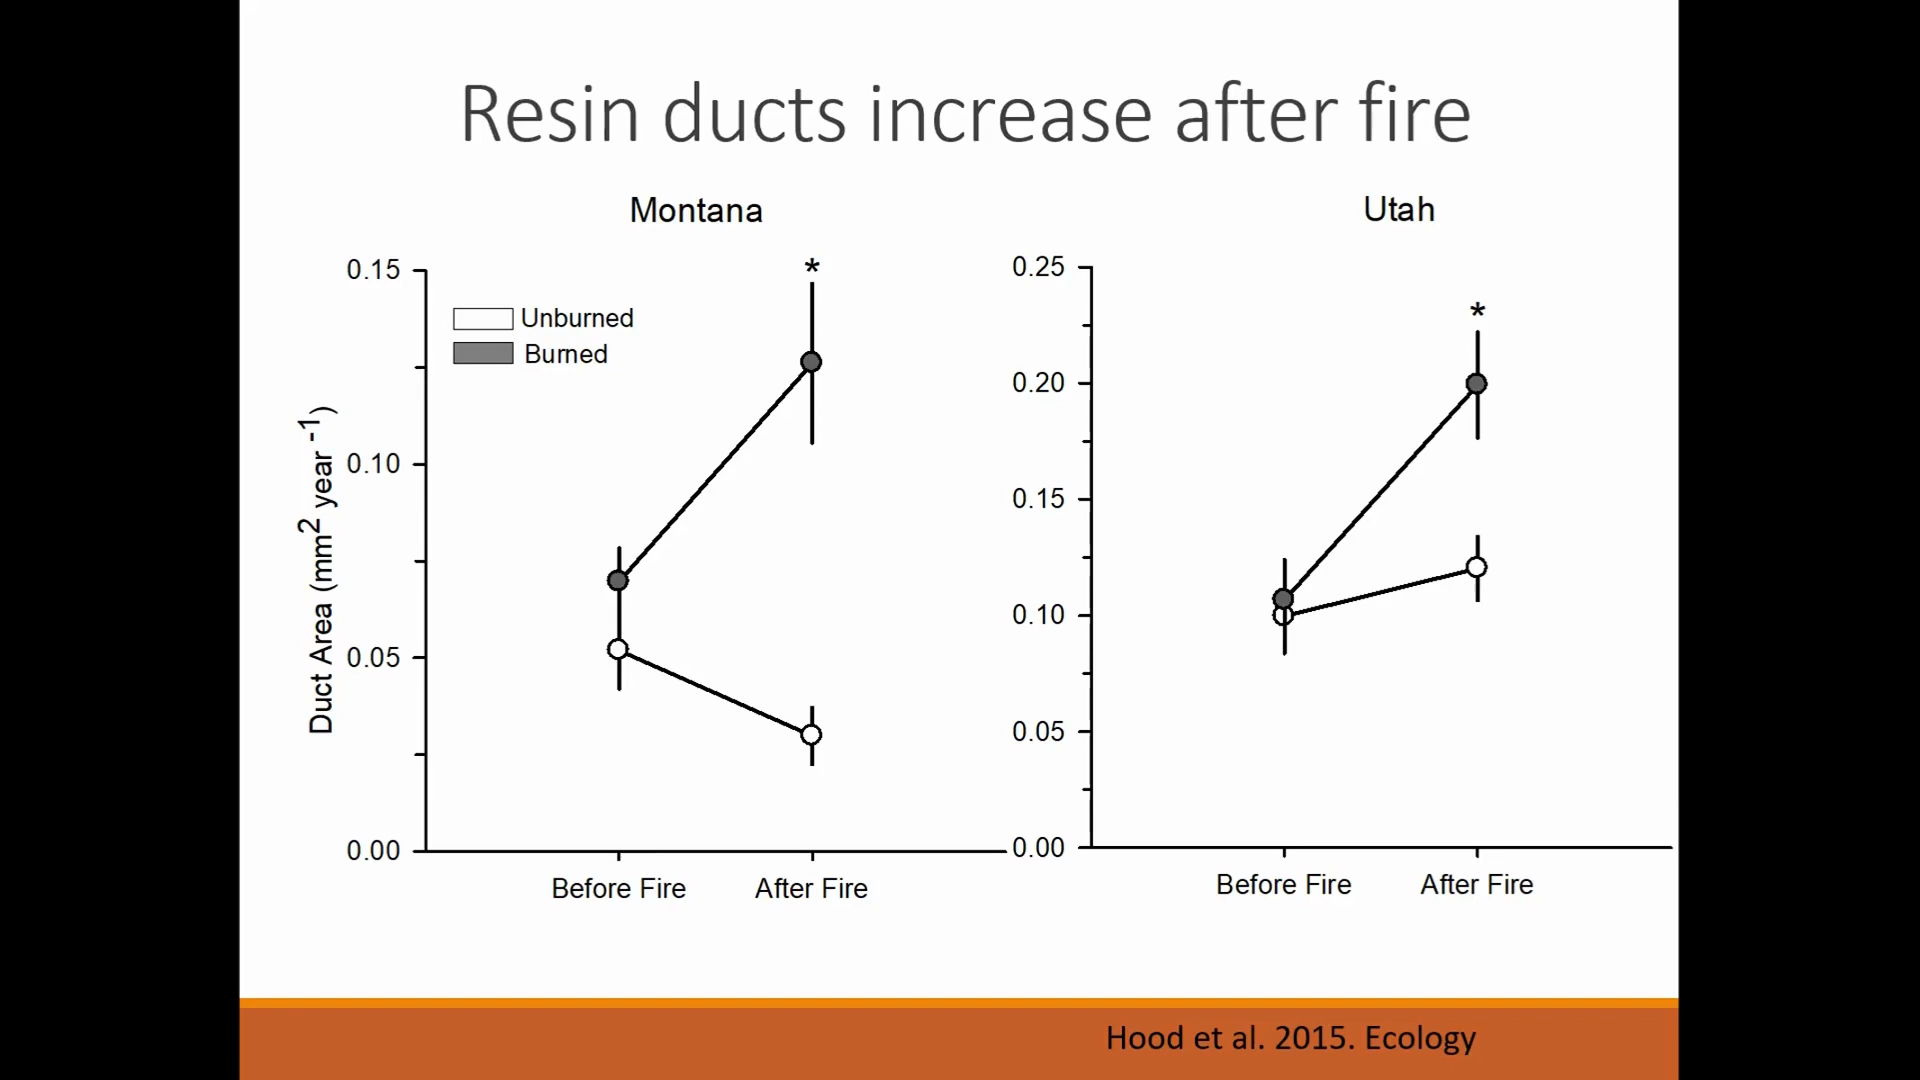 Resin ducts increase after fire
Montana
Utah
*
*
Unburned
Burned
Duct Area (mm2 year -1)
0.15
0.10
0.05
0.00
Before Fire After Fire
0.25
0.20
0.15
0.10
0.05
0.00
Before Fire After Fire
Hood et al. 2015. Ecology